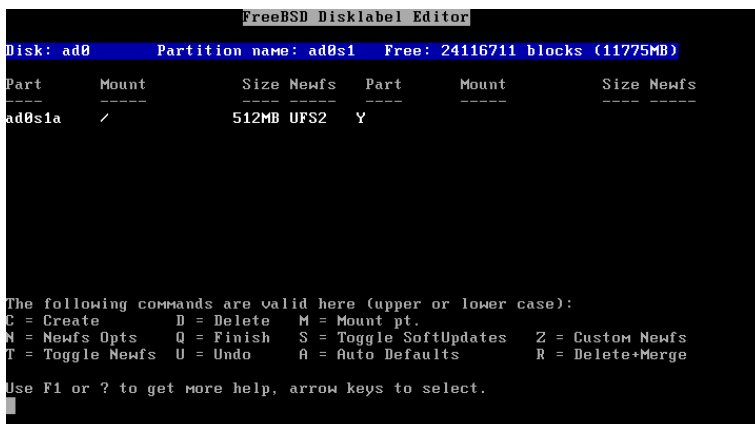 FreeBSD Disklabel Editor
Disk: ad0 Partition name: ad0s1 Free: 24116711 blocks (11775MB)
Part Mount Size Newfs Part Mount Size Newfs
---- ----- ---- ----- ---- ----- ---- -----
ad0s1a / 512MB UFS2 Y
The following commands are valid here (upper or lower case):
C = Create D = Delete M = Mount pt.
N = Newfs Opts Q = Finish S = Toggle SoftUpdates Z = Custom Newfs
T = Toggle Newfs U = Undo A = Auto Defaults R = Delete+Merge
Use F1 or ? to get more help, arrow keys to select.